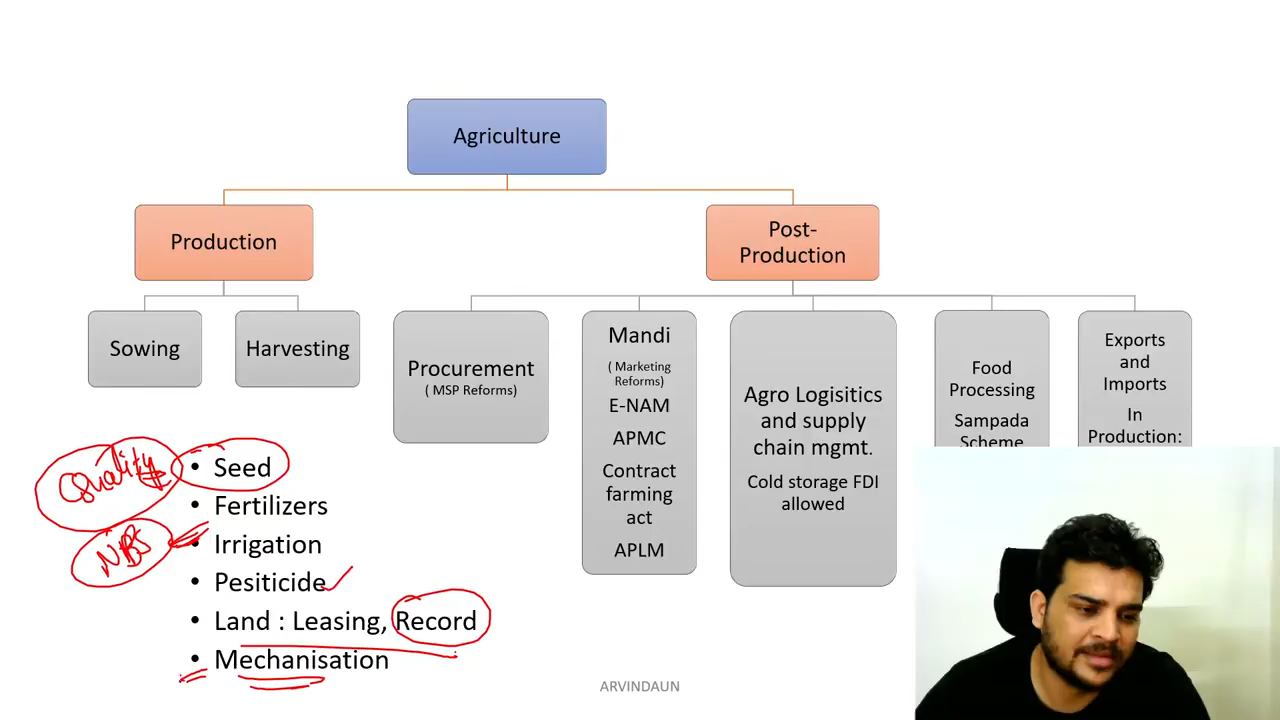 Agriculture
Production
Post-
Production
Sowing
Harvesting
Procurement
( MSP Reforms)
Mandi
( Marketing
Reforms)
E-NAM
APMC
Contract
farming
act
APLM
Agro Logisitics
and supply
chain mgmt.
Cold storage FDI
allowed
Food
Processing
Sampada
Scheme
Exports
and
Imports
In
Production:
Quality
• Seed
• Fertilizers
NBS
• Irrigation
• Pesiticide
• Land : Leasing, Record
• Mechanisation
ARVINDAUN